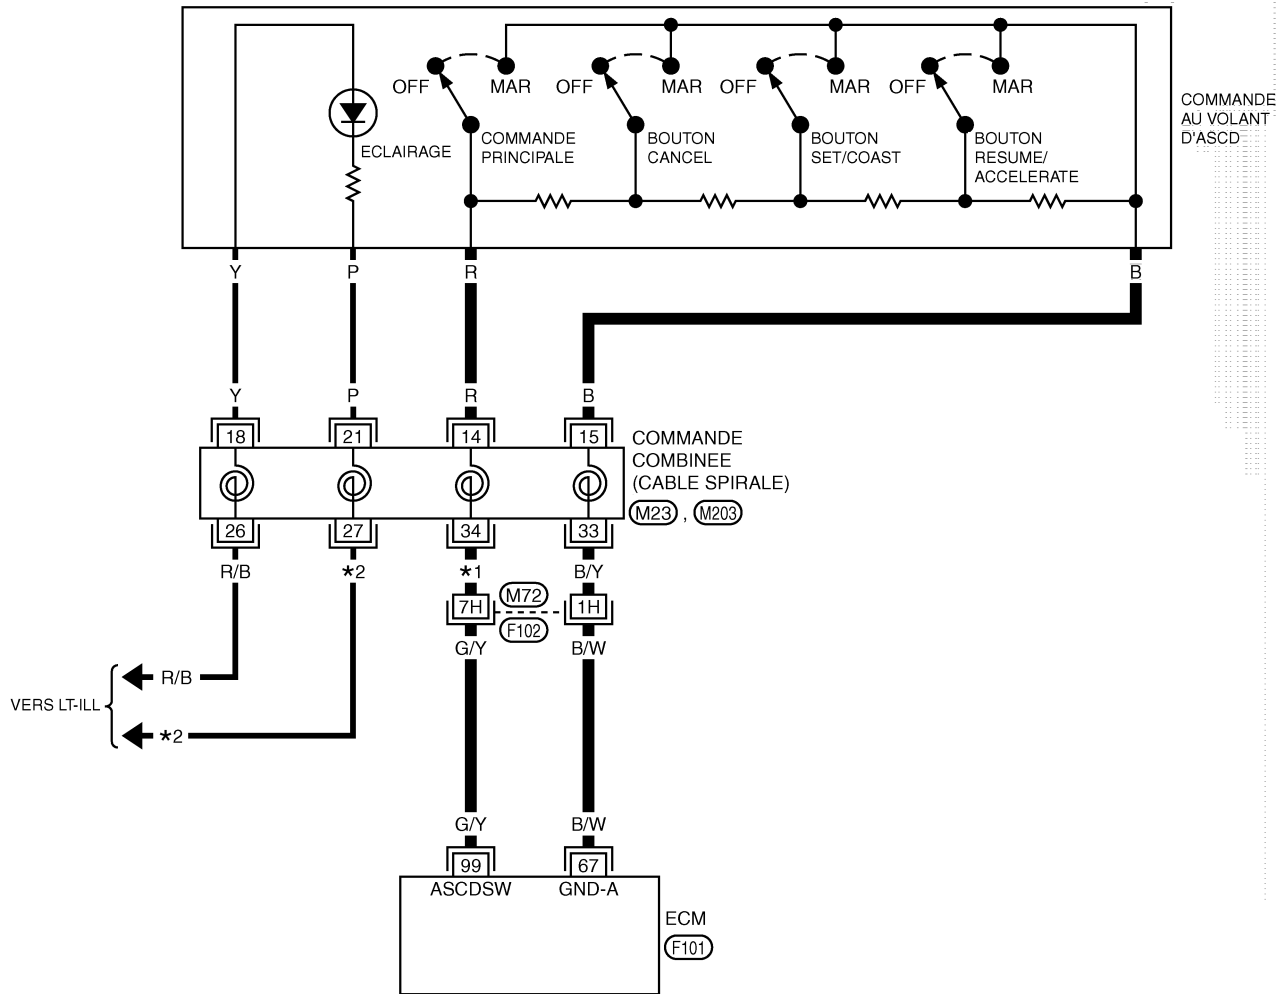 OFF MAR OFF MAR OFF MAR OFF MAR
COMMANDE
AU VOLANT
D'ASCD
ECLAIRAGE
COMMANDE
PRINCIPALE
BOUTON
CANCEL
BOUTON
SET/COAST
BOUTON
RESUME/
ACCELERATE
Y P R B
Y P R B
18 21 14 15
COMMANDE
COMBINEE
(CABLE SPIRALE)
M23 , M203
26 27 34 33
R/B *2 *1 B/Y
7H M72 1H
F102
G/Y B/W
R/B
VERS LT-ILL
*2
G/Y B/W
99 67
ASCDSW GND-A
ECM
F101